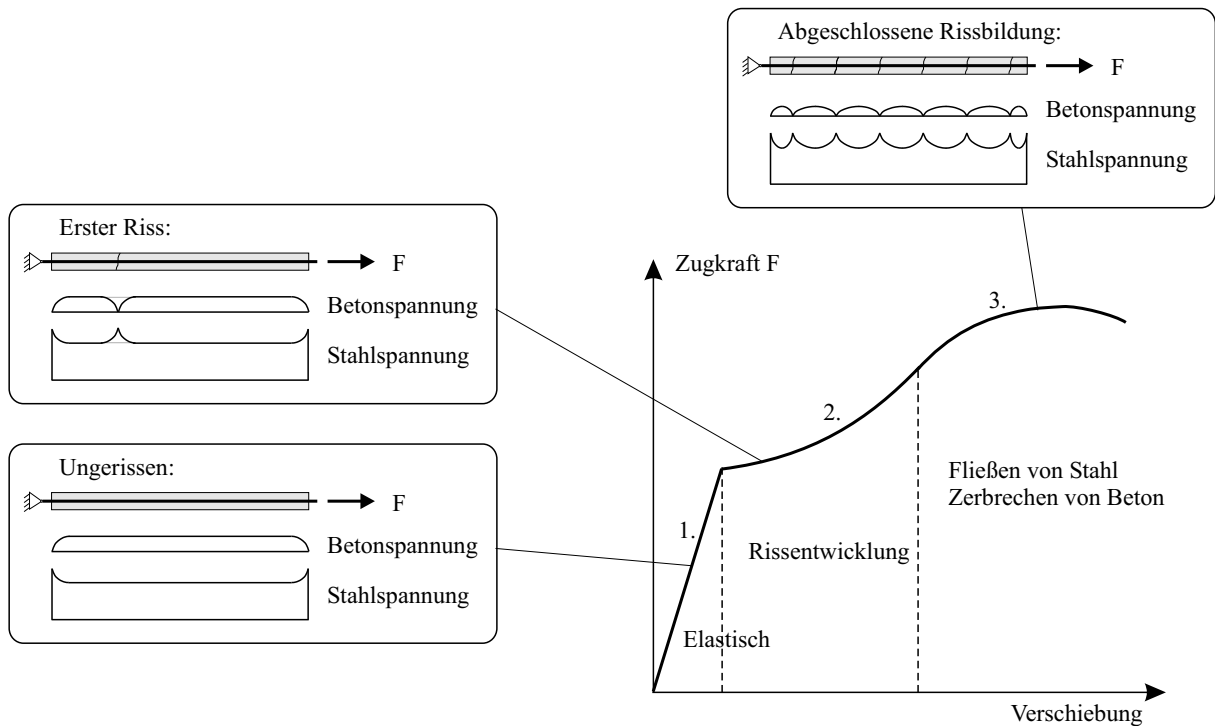 Abgeschlossene Rissbildung:
F
Betonspannung
Stahlspannung
Erster Riss:
F
Betonspannung
Stahlspannung
Ungerissen:
F
Betonspannung
Stahlspannung
Zugkraft F
3.
2.
1.
Fließen von Stahl
Zerbrechen von Beton
Rissentwicklung
Elastisch
Verschiebung